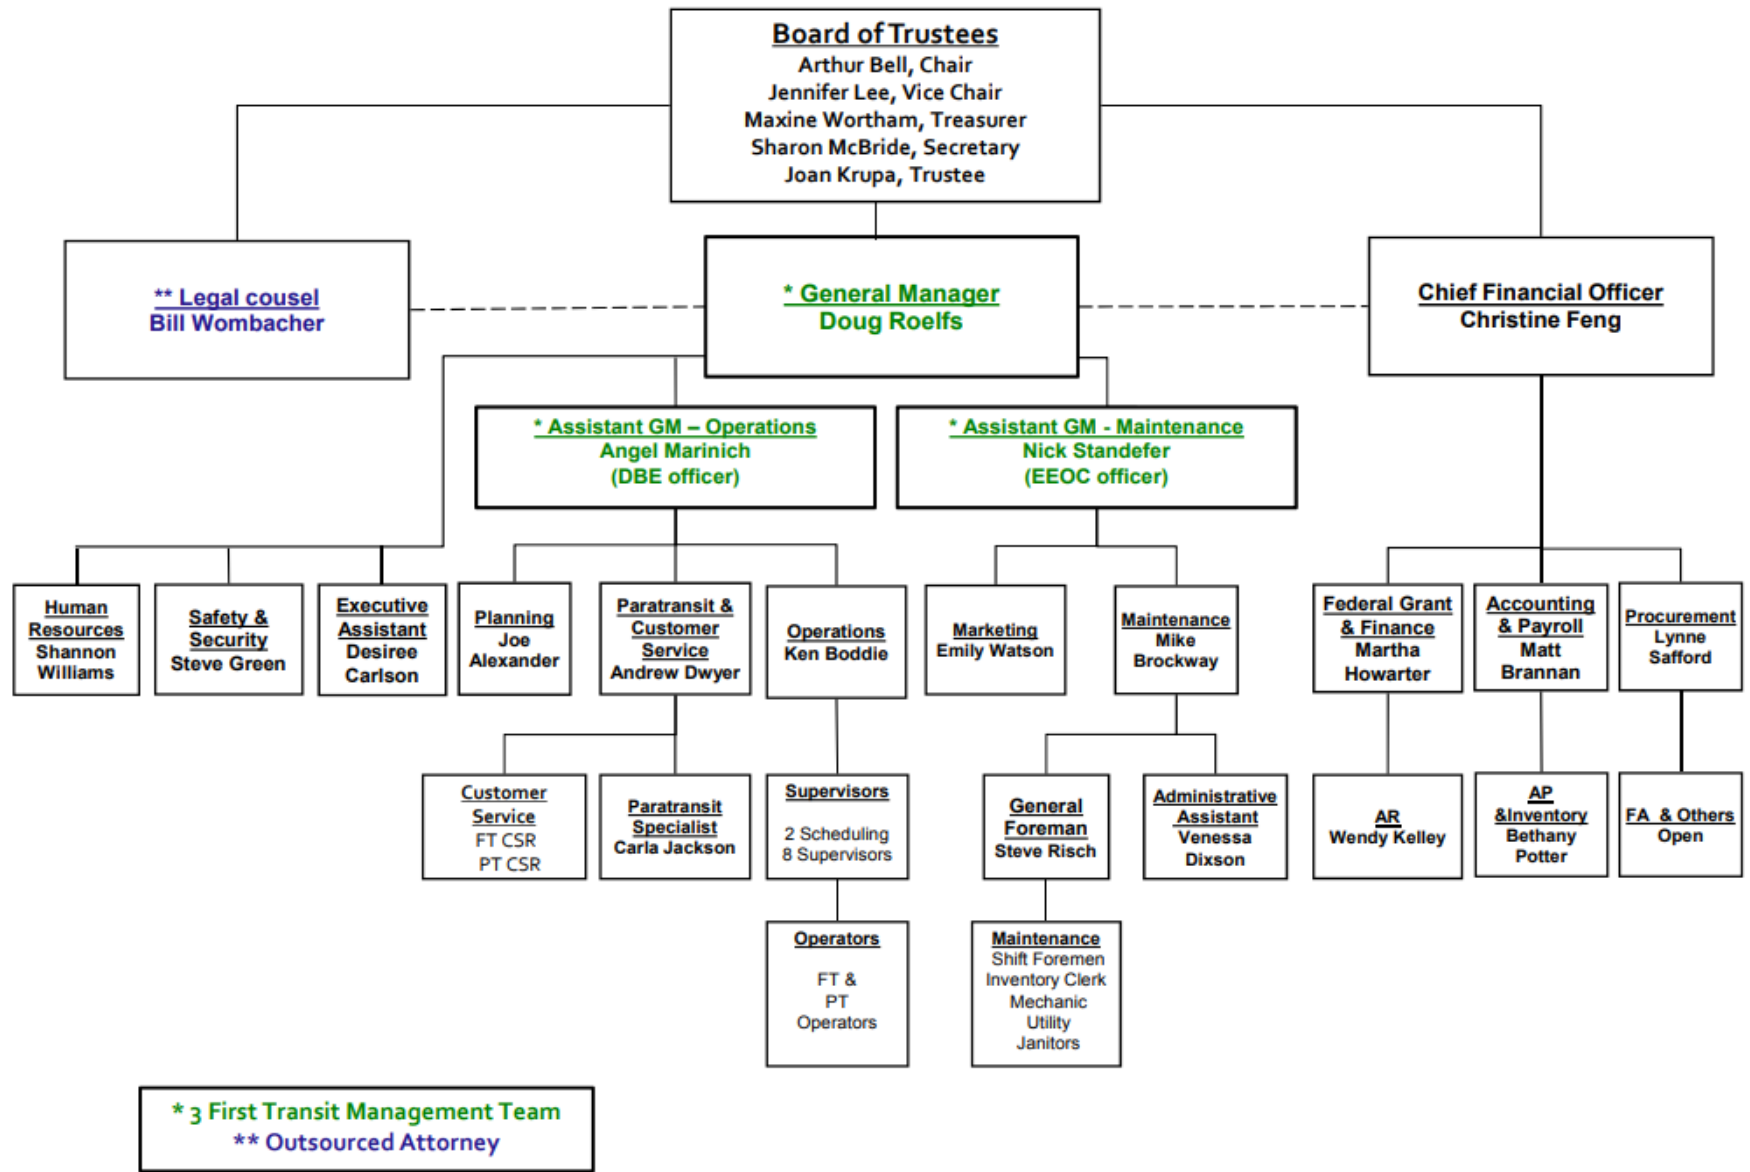 Board of Trustees
Arthur Bell, Chair
Jennifer Lee, Vice Chair
Maxine Wortham, Treasurer
Sharon McBride, Secretary
Joan Krupa, Trustee
** Legal cousel
Bill Wombacher
* General Manager
Doug Roelfs
Chief Financial Officer
Christine Feng
* Assistant GM – Operations
Angel Marinich
(DBE officer)
* Assistant GM - Maintenance
Nick Standefer
(EEOC officer)
Human
Resources
Shannon
Williams
Safety &
Security
Steve Green
Executive
Assistant
Desiree
Carlson
Planning
Joe
Alexander
Paratransit &
Customer
Service
Andrew Dwyer
Operations
Ken Boddie
Marketing
Emily Watson
Maintenance
Mike
Brockway
Federal Grant
& Finance
Martha
Howarter
Accounting
& Payroll
Matt
Brannan
Procurement
Lynne
Safford
Customer
Service
FT CSR
PT CSR
Paratransit
Specialist
Carla Jackson
Supervisors
2 Scheduling
8 Supervisors
General
Foreman
Steve Risch
Administrative
Assistant
Venessa
Dixson
AR
Wendy Kelley
AP
&Inventory
Bethany
Potter
FA & Others
Open
Operators
FT &
PT
Operators
Maintenance
Shift Foremen
Inventory Clerk
Mechanic
Utility
Janitors
* 3 First Transit Management Team
** Outsourced Attorney